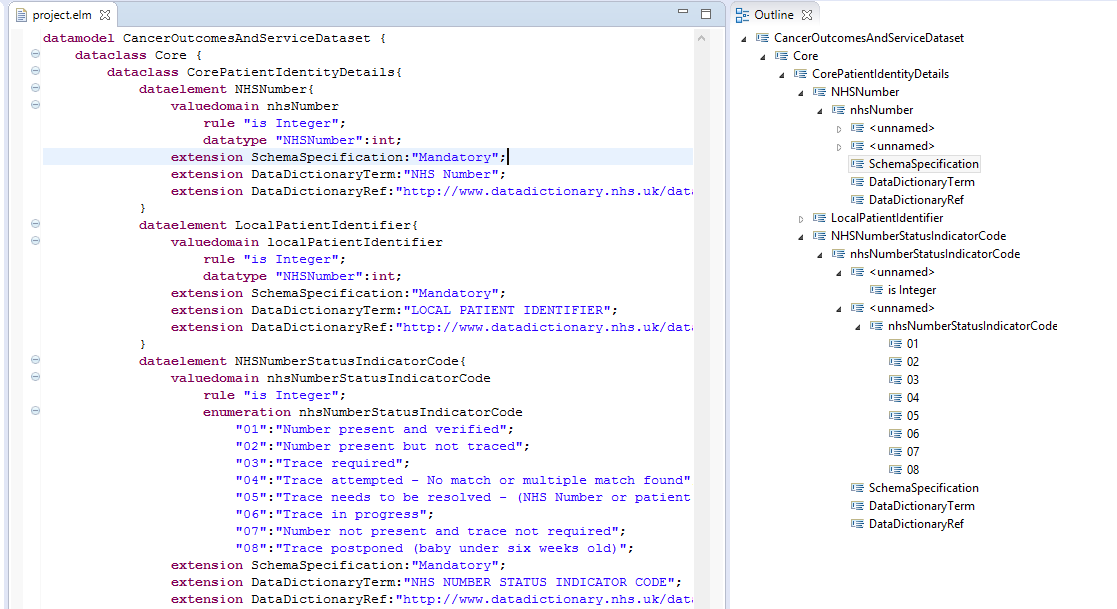 project.elm
datamodel CancerOutcomesAndServiceDataset {
dataclass Core {
dataclass CorePatientIdentityDetails{
dataelement NHSNumber{
valuedomain nhsNumber
rule "is Integer";
datatype "NHSNumber":int;
extension SchemaSpecification:"Mandatory";
extension DataDictionaryTerm:"NHS Number";
extension DataDictionaryRef:"http://www.datadictionary.nhs.uk/dat
}
dataelement LocalPatientIdentifier{
valuedomain localPatientIdentifier
rule "is Integer";
datatype "NHSNumber":int;
extension SchemaSpecification:"Mandatory";
extension DataDictionaryTerm:"LOCAL PATIENT IDENTIFIER";
extension DataDictionaryRef:"http://www.datadictionary.nhs.uk/dat
}
dataelement NHSNumberStatusIndicatorCode{
valuedomain nhsNumberStatusIndicatorCode
rule "is Integer";
enumeration nhsNumberStatusIndicatorCode
"01":"Number present and verified";
"02":"Number present but not traced";
"03":"Trace required";
"04":"Trace attempted - No match or multiple match found"
"05":"Trace needs to be resolved - (NHS Number or patient
"06":"Trace in progress";
"07":"Number not present and trace not required";
"08":"Trace postponed (baby under six weeks old)";
extension SchemaSpecification:"Mandatory";
extension DataDictionaryTerm:"NHS NUMBER STATUS INDICATOR CODE";
extension DataDictionaryRef:"http://www.datadictionary.nhs.uk/dat
Outline
CancerOutcomesAndServiceDataset
Core
CorePatientIdentityDetails
NHSNumber
nhsNumber
<unnamed>
<unnamed>
SchemaSpecification
DataDictionaryTerm
DataDictionaryRef
LocalPatientIdentifier
NHSNumberStatusIndicatorCode
nhsNumberStatusIndicatorCode
<unnamed>
is Integer
<unnamed>
nhsNumberStatusIndicatorCode
01
02
03
04
05
06
07
08
SchemaSpecification
DataDictionaryTerm
DataDictionaryRef